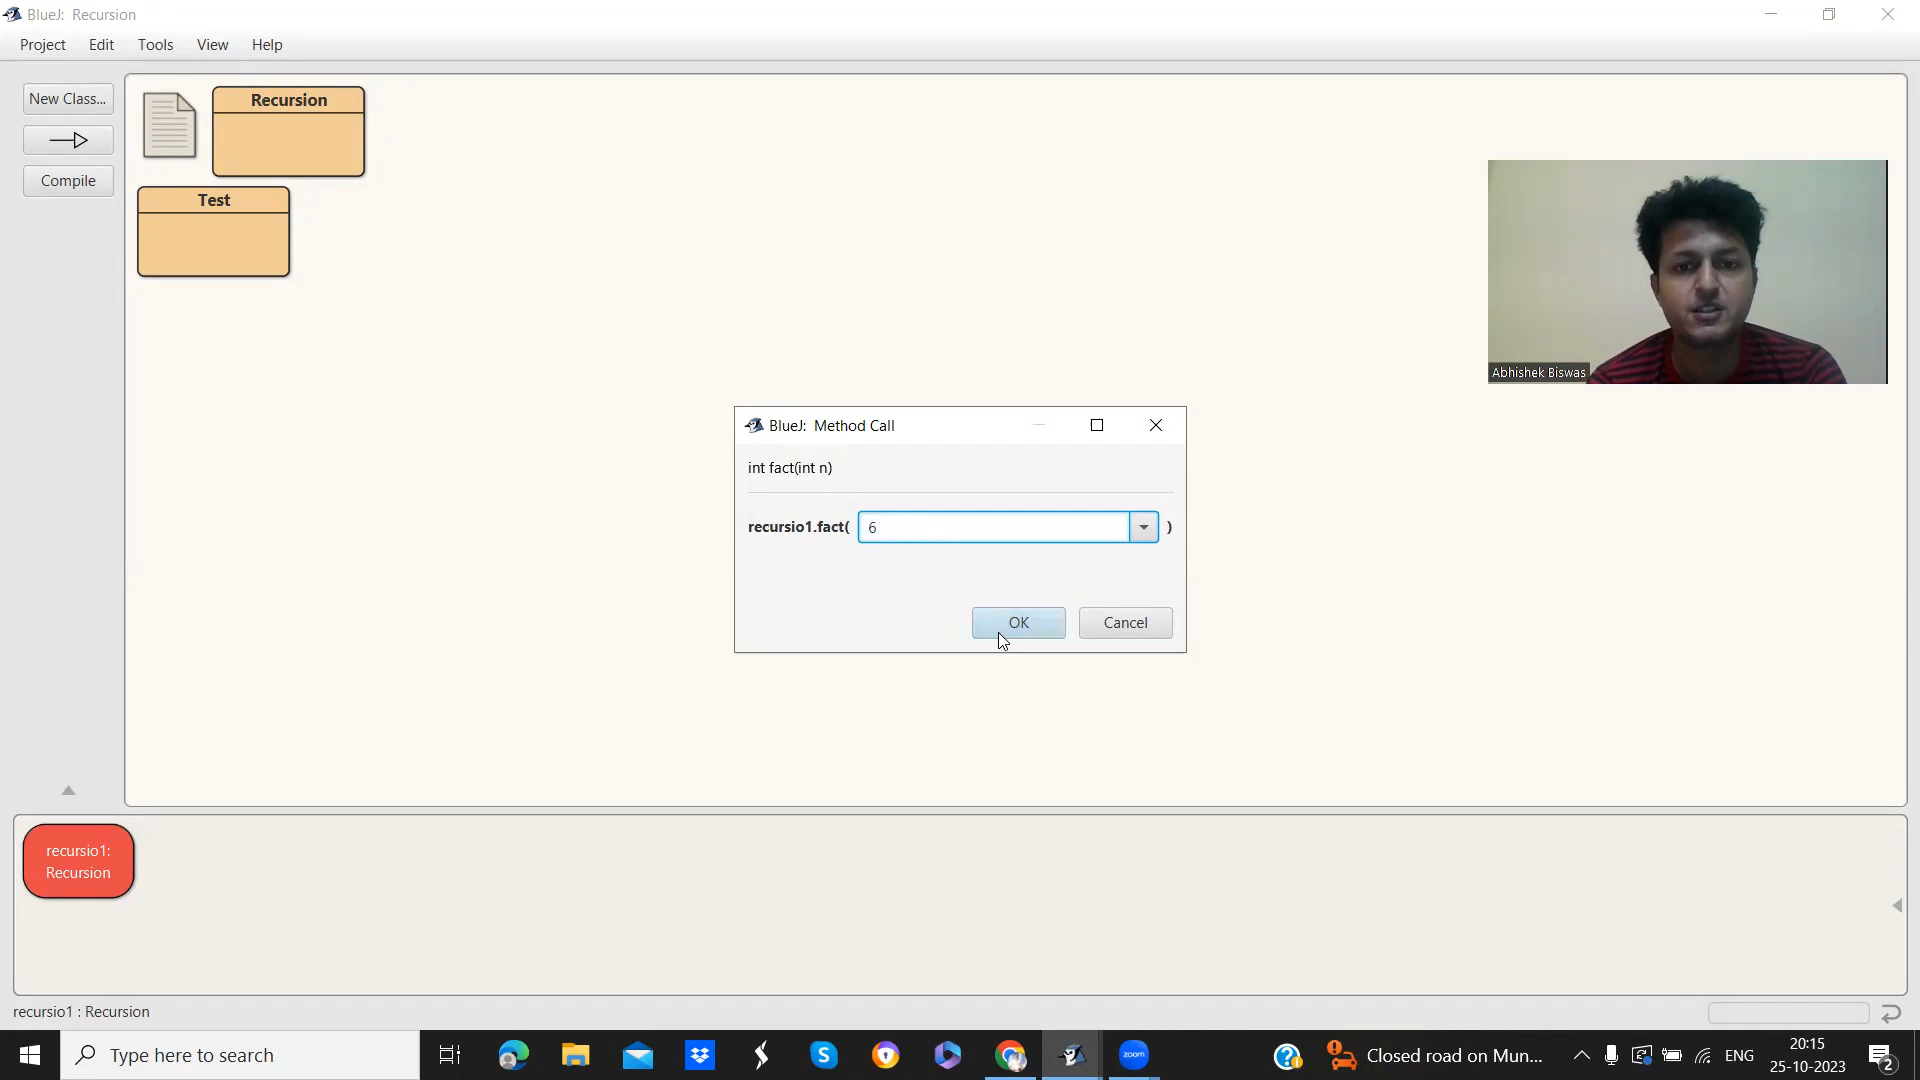 BlueJ: Recursion
Project Edit Tools View Help
New Class...
Compile
Recursion
Test
Abhishek Biswas
BlueJ: Method Call
int fact(int n)
recursio1.fact( 6 )
OK Cancel
recursio1:
Recursion
recursio1 : Recursion
Type here to search
zoom
Closed road on Mun...
ENG
20:15
25-10-2023
2